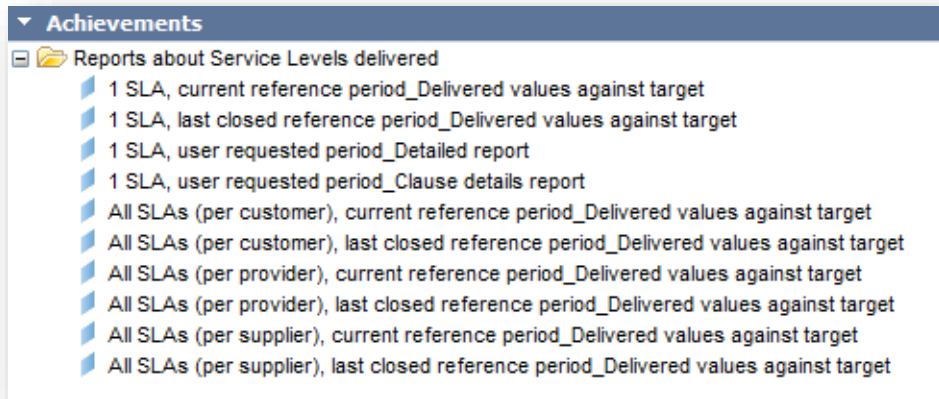 Achievements
Reports about Service Levels delivered
1 SLA, current reference period_Delivered values against target
1 SLA, last closed reference period_Delivered values against target
1 SLA, user requested period_Detailed report
1 SLA, user requested period_Clause details report
All SLAs (per customer), current reference period_Delivered values against target
All SLAs (per customer), last closed reference period_Delivered values against target
All SLAs (per provider), current reference period_Delivered values against target
All SLAs (per provider), last closed reference period_Delivered values against target
All SLAs (per supplier), current reference period_Delivered values against target
All SLAs (per supplier), last closed reference period_Delivered values against target